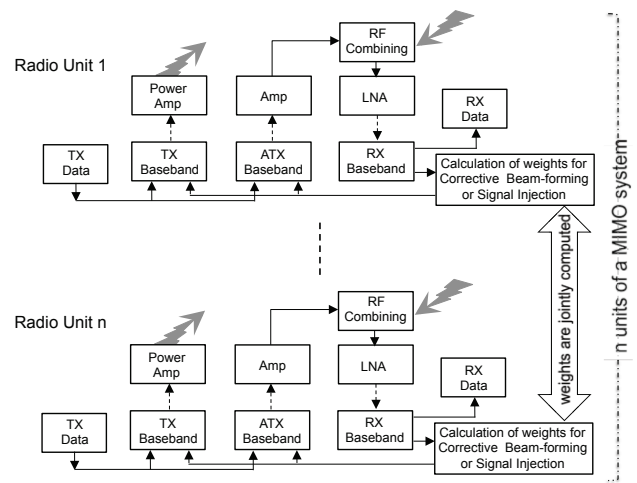 Radio Unit 1
RF
Combining
Power
Amp
Amp
LNA
RX
Data
TX
Data
TX
Baseband
ATX
Baseband
RX
Baseband
Calculation of weights for
Corrective Beam-forming
or Signal Injection
weights are jointly computed
n units of a MIMO system
Radio Unit n
RF
Combining
Power
Amp
Amp
LNA
RX
Data
TX
Data
TX
Baseband
ATX
Baseband
RX
Baseband
Calculation of weights for
Corrective Beam-forming
or Signal Injection